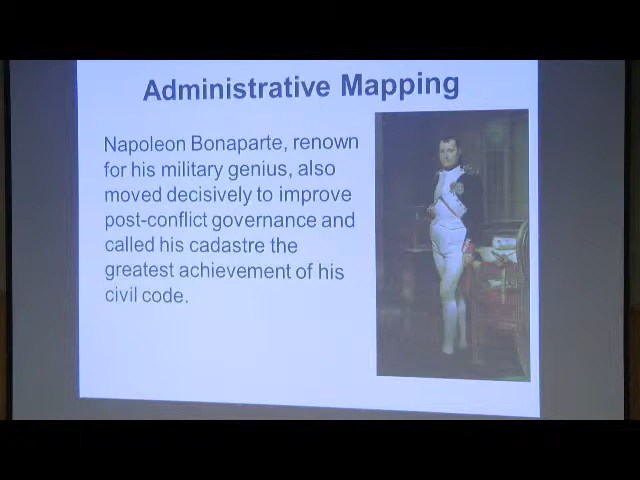 Administrative Mapping
Napoleon Bonaparte, renown
for his military genius, also
moved decisively to improve
post-conflict governance and
called his cadastre the
greatest achievement of his
civil code.